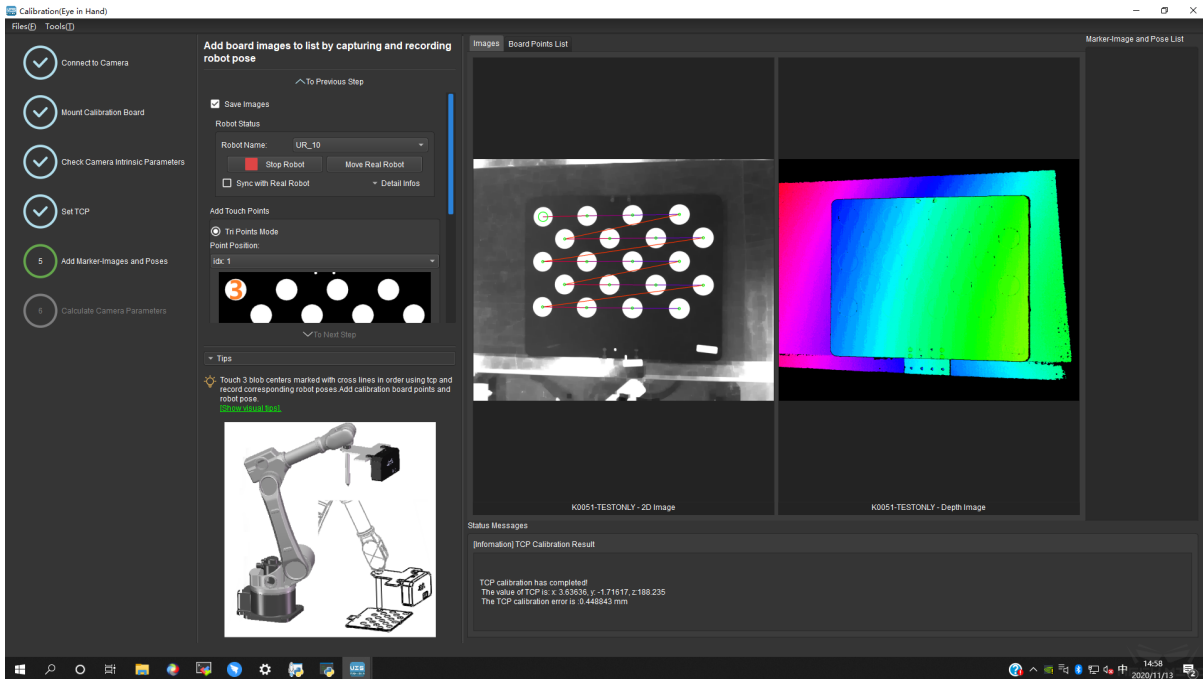 Calibration(Eye in Hand)
Files(F) Tools(T)
Connect to Camera
Mount Calibration Board
Check Camera Intrinsic Parameters
Set TCP
5 Add Marker-Images and Poses
6 Calculate Camera Parameters
Add board images to list by capturing and recording
robot pose
To Previous Step
Save Images
Robot Status
Robot Name: UR_10
Stop Robot Move Real Robot
Sync with Real Robot Detail Infos
Add Touch Points
Tri Points Mode
Point Position:
idx: 1
3
To Next Step
Tips
Touch 3 blob centers marked with cross lines in order using tcp and
record corresponding robot poses.Add calibration board points and
robot pose.
[Show visual tips].
Images Board Points List
K0051-TESTONLY - 2D Image
K0051-TESTONLY - Depth Image
Marker-Image and Pose List
Status Messages
[Infomation] TCP Calibration Result
TCP calibration has completed!
The value of TCP is: x: 3.63636, y: -1.71617, z:188.235
The TCP calibration error is :0.448843 mm
中
14:58
2020/11/13
2